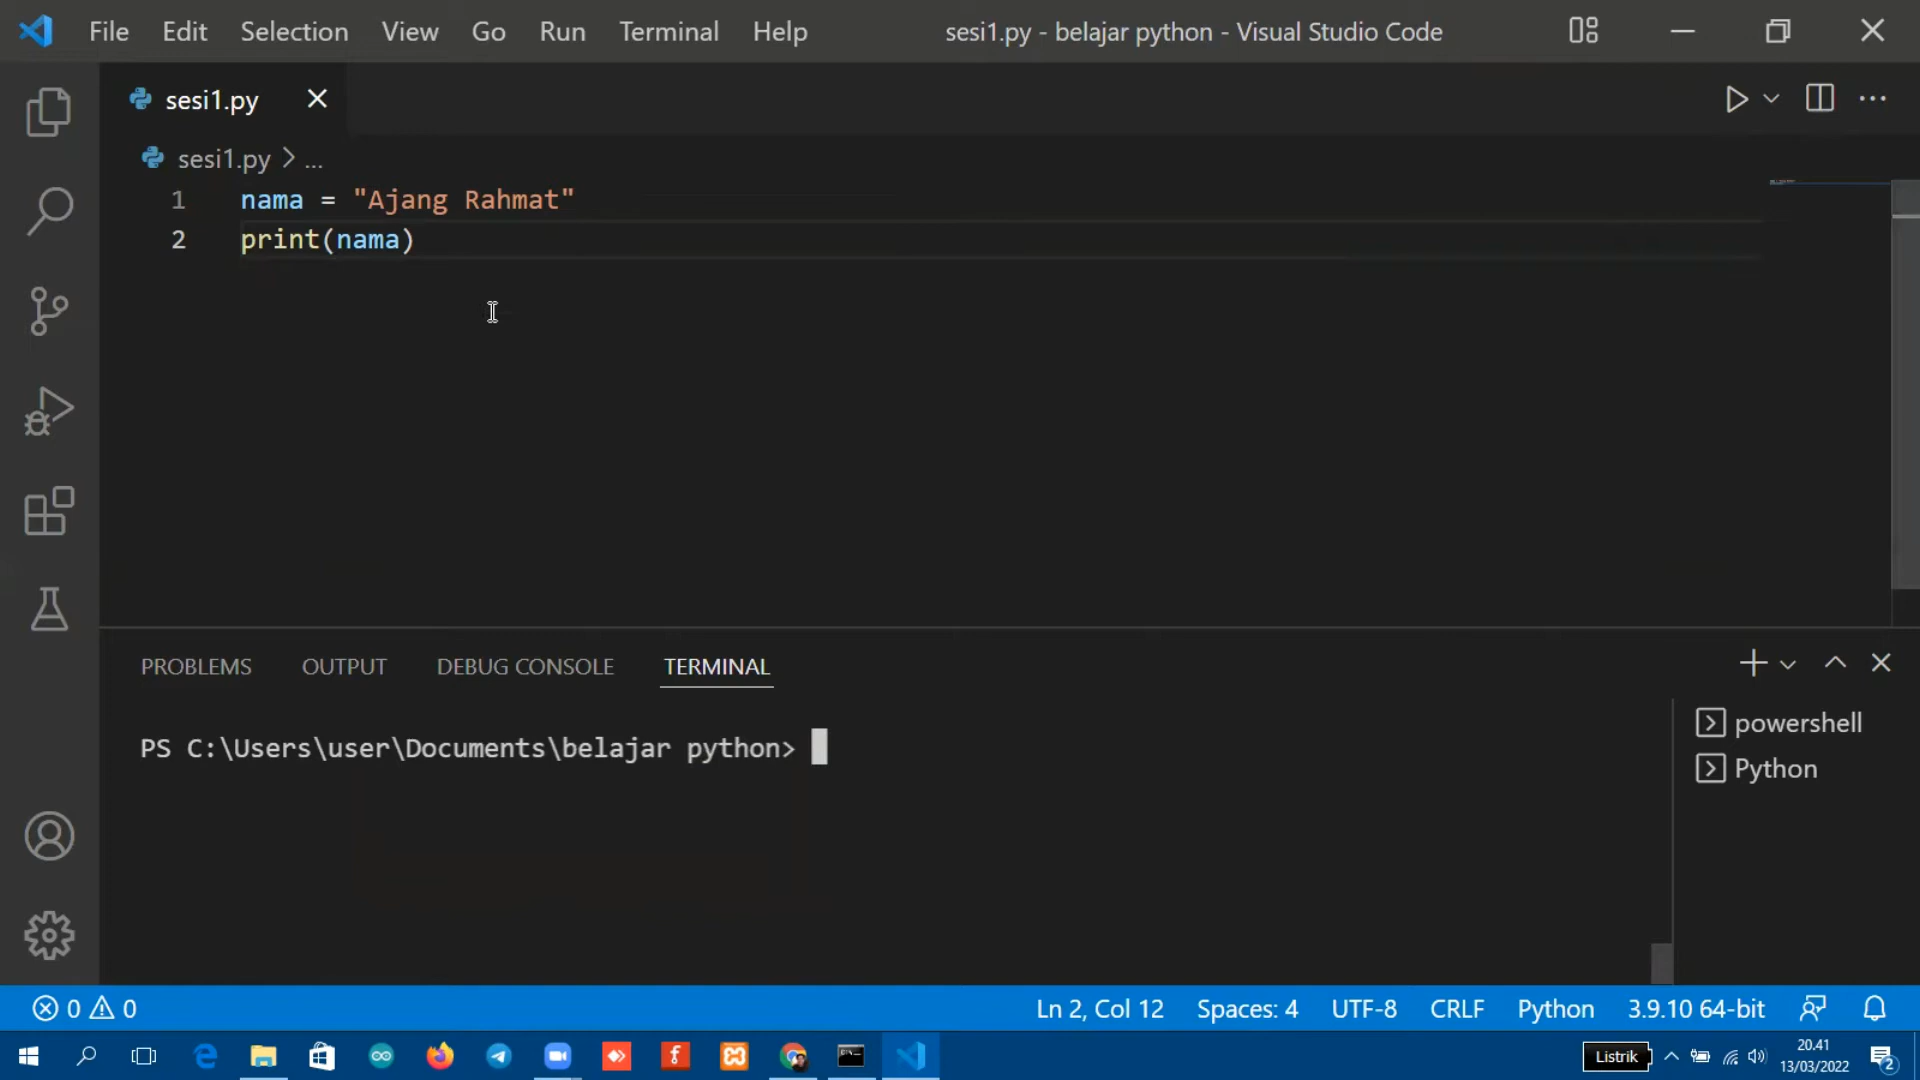 File Edit Selection View Go Run Terminal Help sesi1.py - belajar python - Visual Studio Code
sesi1.py
sesi1.py > ...
1 nama = "Ajang Rahmat"
2 print(nama)
PROBLEMS OUTPUT DEBUG CONSOLE TERMINAL
PS C:\Users\user\Documents\belajar python>
powershell
Python
0 0 Ln 2, Col 12 Spaces: 4 UTF-8 CRLF Python 3.9.10 64-bit
Listrik 20.41
13/03/2022 2